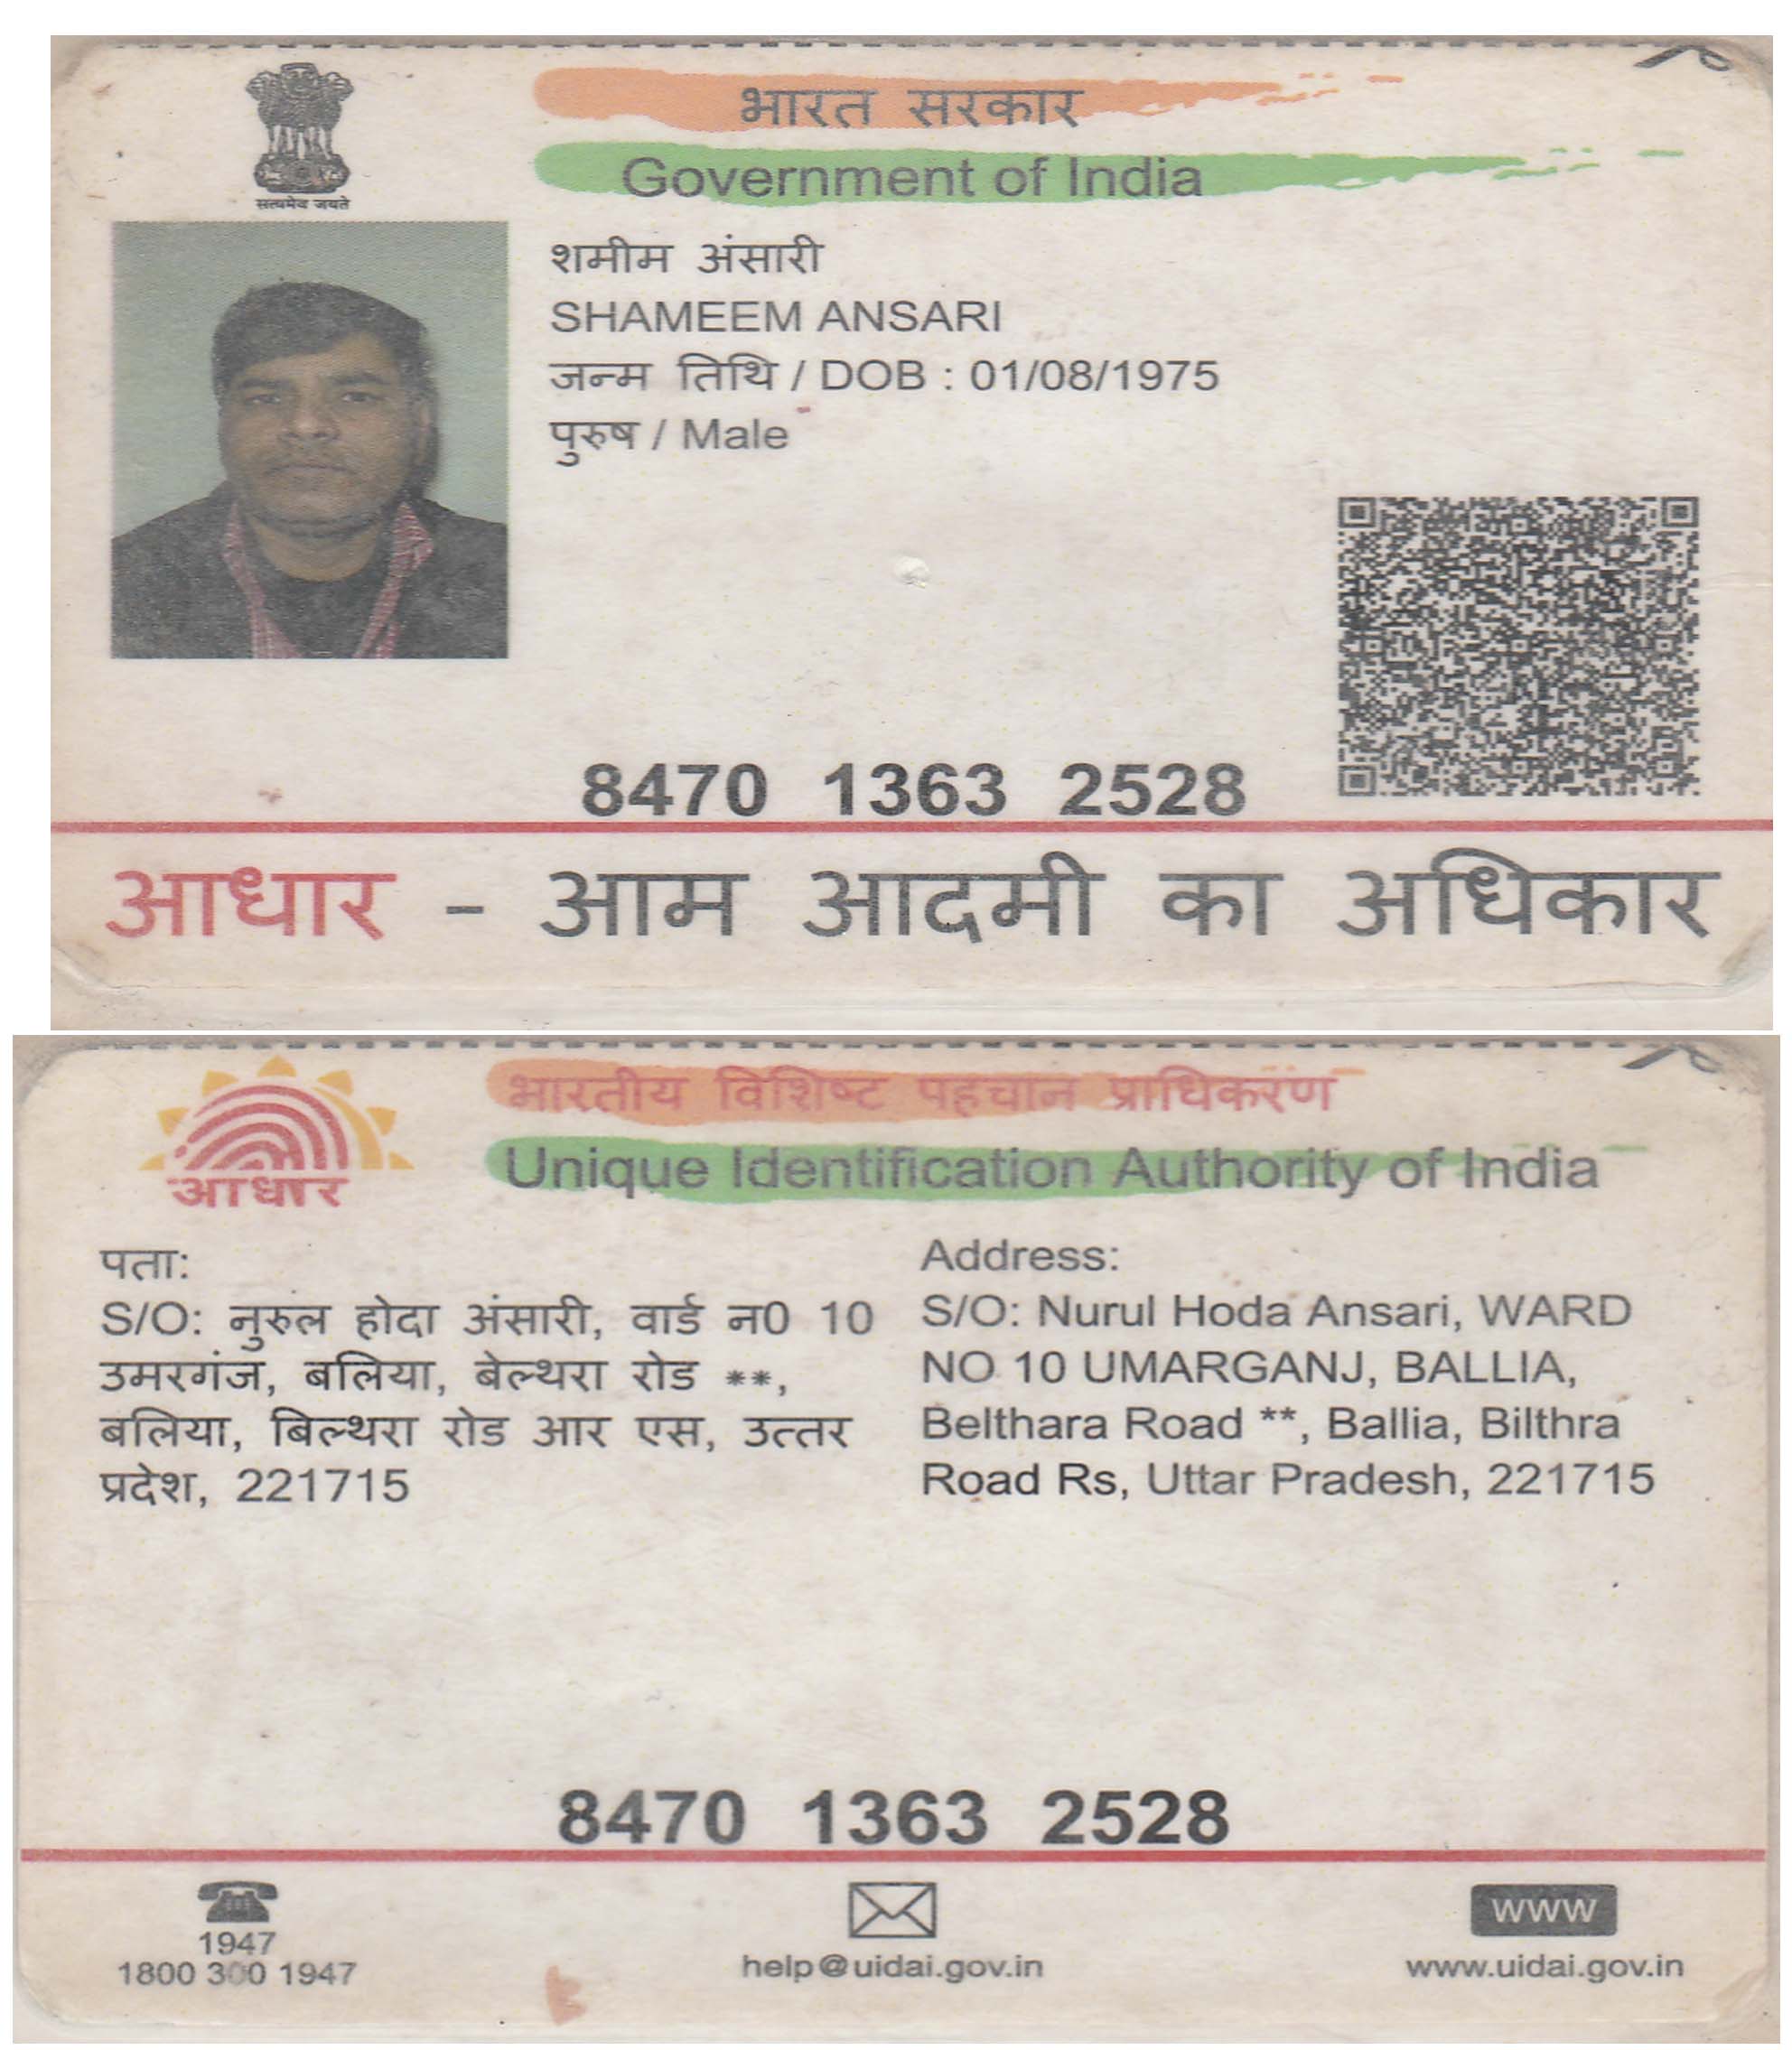 भारत सरकार
Government of India
सत्यमेव जयते
शमीम अंसारी
SHAMEEM ANSARI
जन्म तिथि / DOB : 01/08/1975
पुरुष / Male
8470 1363 2528
आधार - आम आदमी का अधिकार
भारतीय विशिष्ट पहचान प्राधिकरण
Unique Identification Authority of India
आधार
पता:
S/O: नुरुल होदा अंसारी, वार्ड न0 10
उमरगंज, बलिया, बेल्थरा रोड **,
बलिया, बिल्थरा रोड आर एस, उत्तर
प्रदेश, 221715
Address:
S/O: Nurul Hoda Ansari, WARD
NO 10 UMARGANJ, BALLIA,
Belthara Road **, Ballia, Bilthra
Road Rs, Uttar Pradesh, 221715
8470 1363 2528
1947
1800 300 1947
help@uidai.gov.in
www
www.uidai.gov.in